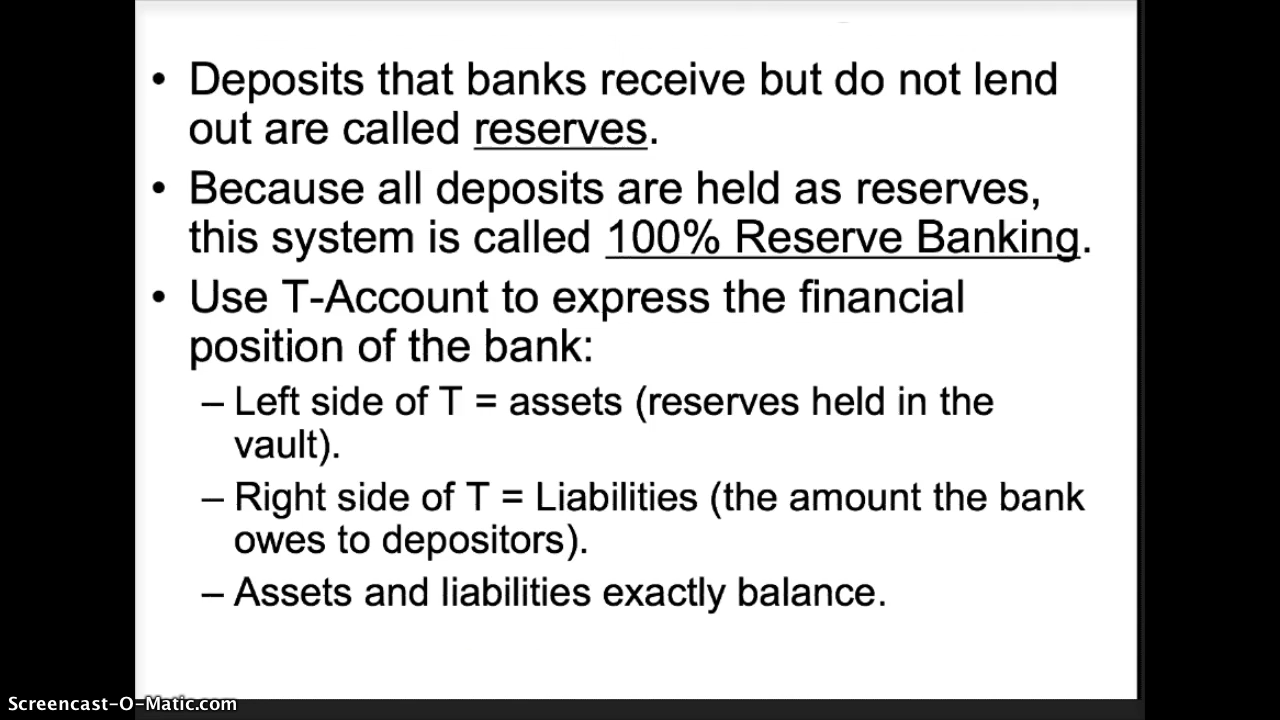 • Deposits that banks receive but do not lend
out are called reserves.
• Because all deposits are held as reserves,
this system is called 100% Reserve Banking.
• Use T-Account to express the financial
position of the bank:
– Left side of T = assets (reserves held in the
vault).
– Right side of T = Liabilities (the amount the bank
owes to depositors).
– Assets and liabilities exactly balance.
Screencast-O-Matic.com